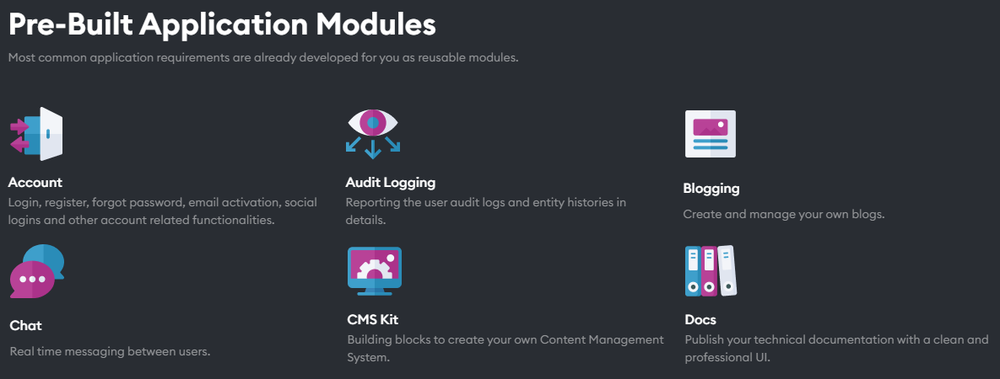 Pre-Built Application Modules
Most common application requirements are already developed for you as reusable modules.
Account
Login, register, forgot password, email activation, social
logins and other account related functionalities.
Audit Logging
Reporting the user audit logs and entity histories in
details.
Blogging
Create and manage your own blogs.
Chat
Real time messaging between users.
CMS Kit
Building blocks to create your own Content Management
System.
Docs
Publish your technical documentation with a clean and
professional UI.